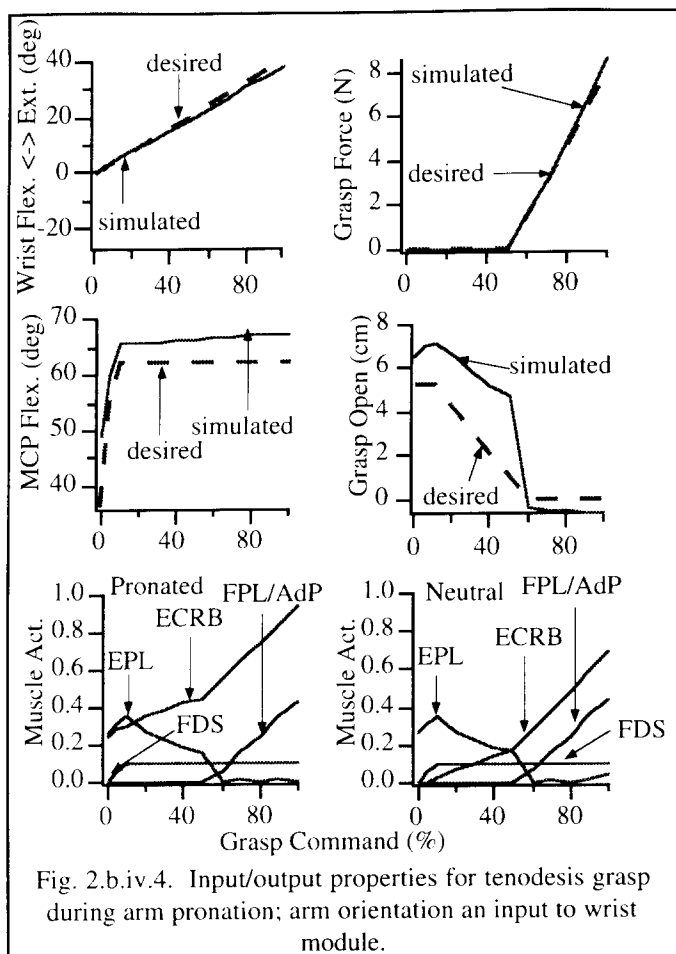 Wrist Flex. <-> Ext. (deg)
40
20
0
-20
desired
simulated
0
40
80
Grasp Force (N)
8
6
4
2
0
simulated
desired
0
40
80
MCP Flex. (deg)
70
60
50
40
simulated
desired
0
40
80
Grasp Open (cm)
8
6
4
2
0
simulated
desired
0
40
80
Muscle Act.
1.0
0.8
0.6
0.4
0.2
0.0
Pronated
FPL/AdP
ECRB
EPL
FDS
0
40
80
Muscle Act.
1.0
0.8
0.6
0.4
0.2
0.0
Neutral
FPL/AdP
ECRB
EPL
FDS
0
40
80
Grasp Command (%)
Fig. 2.b.iv.4. Input/output properties for tenodesis grasp
during arm pronation; arm orientation an input to wrist
module.